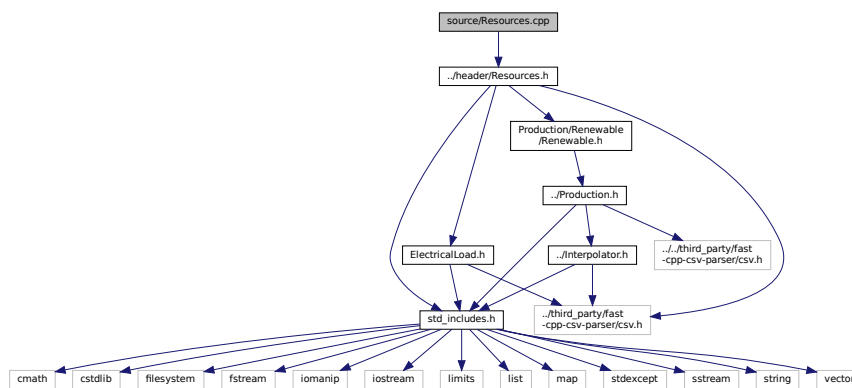 source/Resources.cpp
../header/Resources.h
Production/Renewable
/Renewable.h
../Production.h
ElectricalLoad.h
../Interpolator.h
../../third_party/fast
-cpp-csv-parser/csv.h
std_includes.h
../third_party/fast
-cpp-csv-parser/csv.h
cmath
cstdlib
filesystem
fstream
iomanip
iostream
limits
list
map
stdexcept
sstream
string
vector